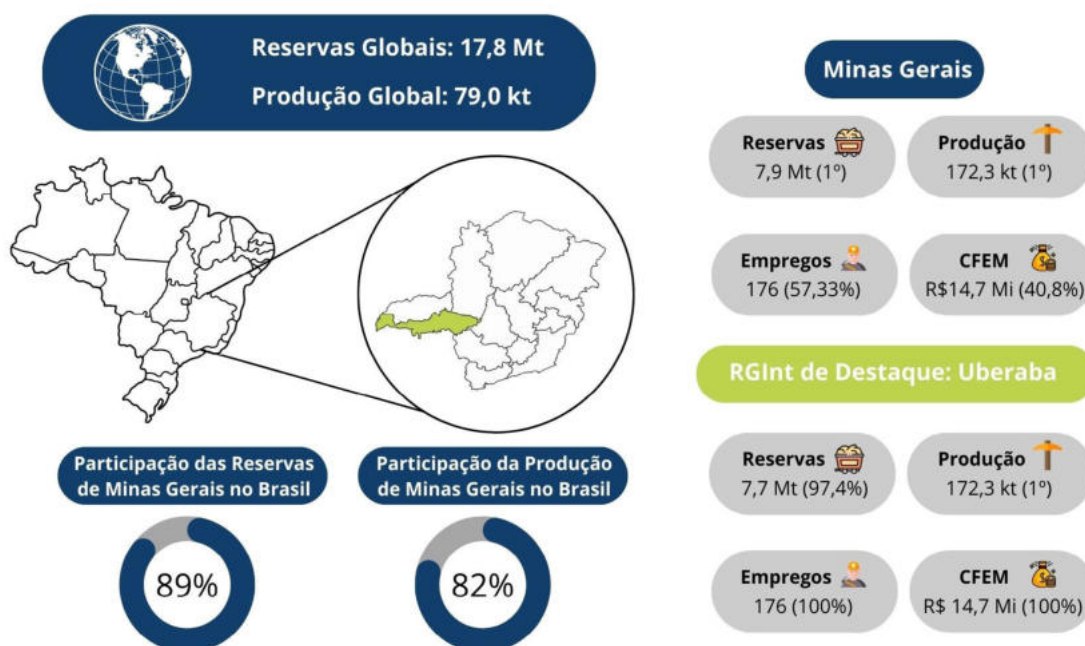 Reservas Globais: 17,8 Mt
Produção Global: 79,0 kt
Minas Gerais
Reservas
7,9 Mt (1º)
Produção
172,3 kt (1º)
Empregos
176 (57,33%)
CFEM
R$14,7 Mi (40,8%)
RGInt de Destaque: Uberaba
Reservas
7,7 Mt (97,4%)
Produção
172,3 kt (1º)
Empregos
176 (100%)
CFEM
R$ 14,7 Mi (100%)
Participação das Reservas
de Minas Gerais no Brasil
89%
Participação da Produção
de Minas Gerais no Brasil
82%